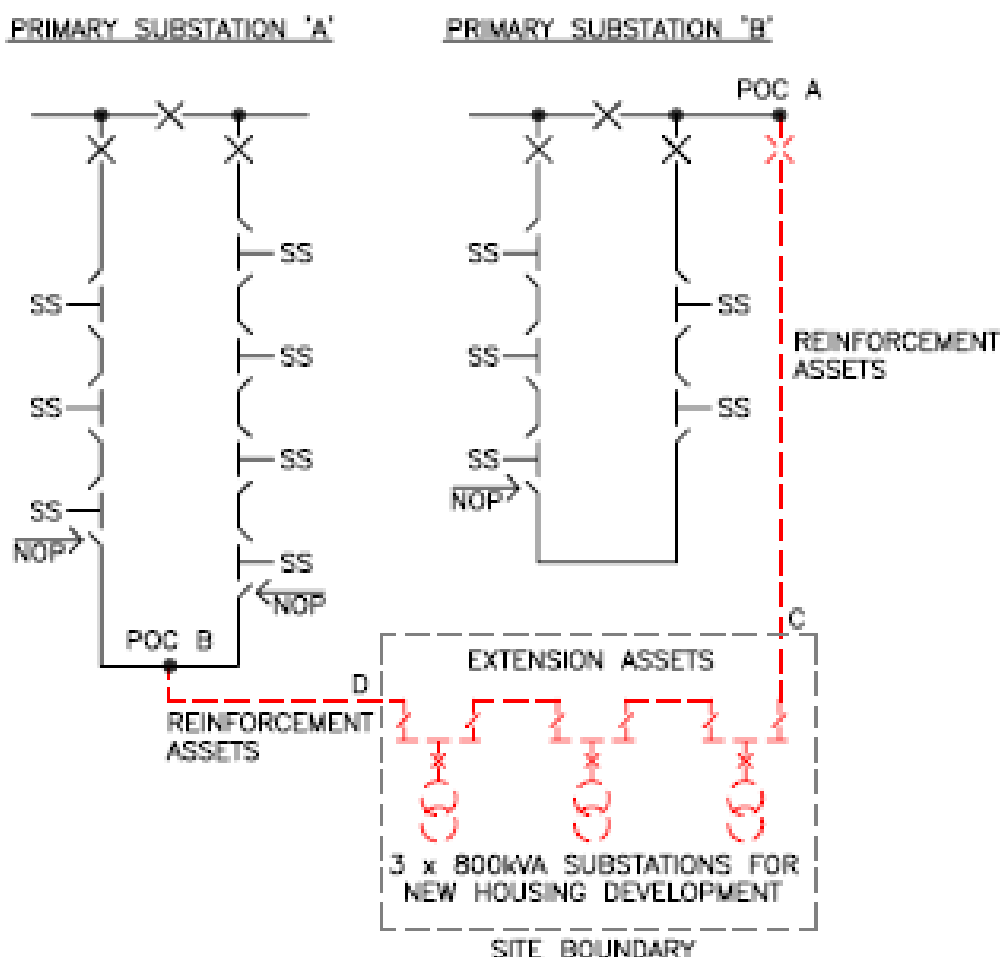 PRIMARY SUBSTATION 'A'
PRIMARY SUBSTATION 'B'
POC A
SS
SS
SS
SS
SS
SS
SS
NOP
NOP
POC B
SS
SS
SS
SS
SS
NOP
REINFORCEMENT
ASSETS
C
D
REINFORCEMENT
ASSETS
EXTENSION ASSETS
3 x 800kVA SUBSTATIONS FOR
NEW HOUSING DEVELOPMENT
SITE BOUNDARY